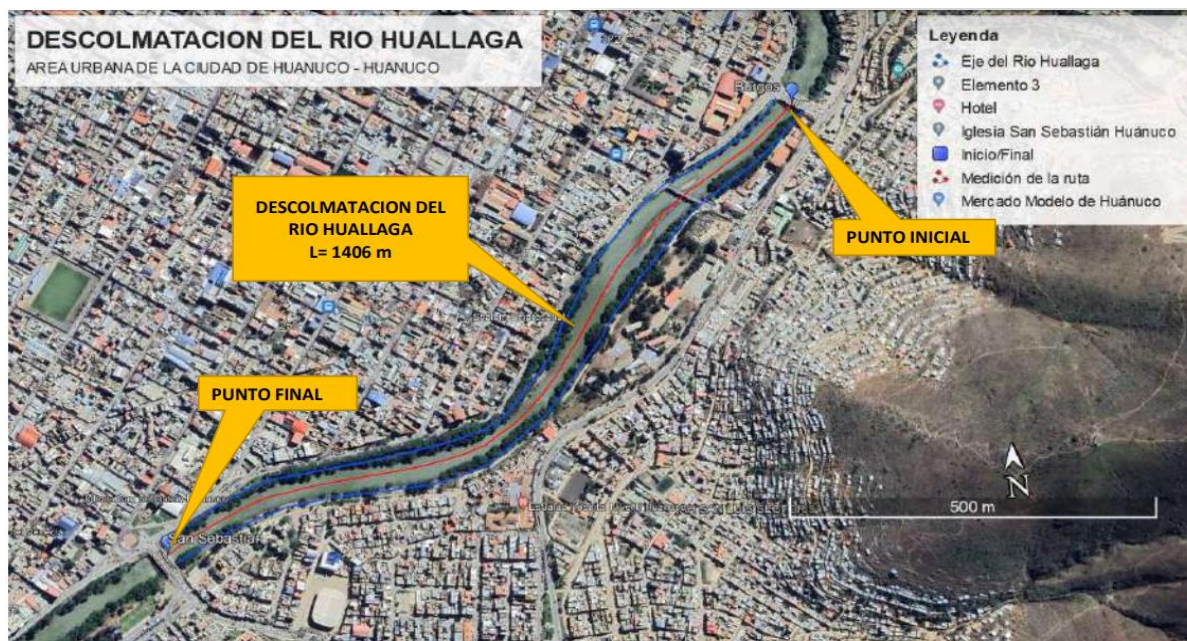 DESCOLMATACION DEL RIO HUALLAGA
AREA URBANA DE LA CIUDAD DE HUANUCO - HUANUCO
Leyenda
Eje del Rio Huallaga
Elemento 3
Hotel
Iglesia San Sebastián Huánuco
Inicio/Final
Medición de la ruta
Mercado Modelo de Huánuco
Burgos
PUNTO INICIAL
DESCOLMATACION DEL
RIO HUALLAGA
L= 1406 m
PUNTO FINAL
San Sebastián
N
500 m